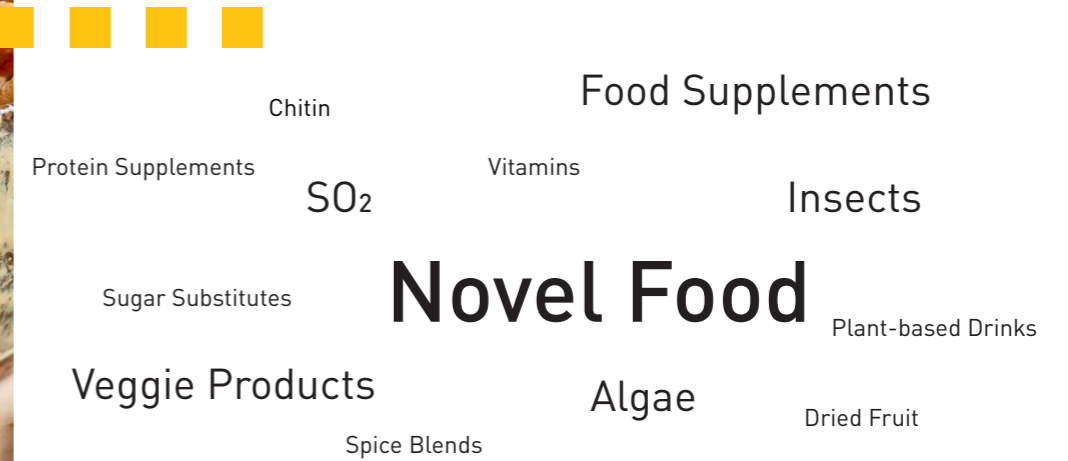 Food Supplements
Chitin
Protein Supplements
Vitamins
SO₂
Insects
Novel Food
Sugar Substitutes
Plant-based Drinks
Veggie Products
Algae
Dried Fruit
Spice Blends